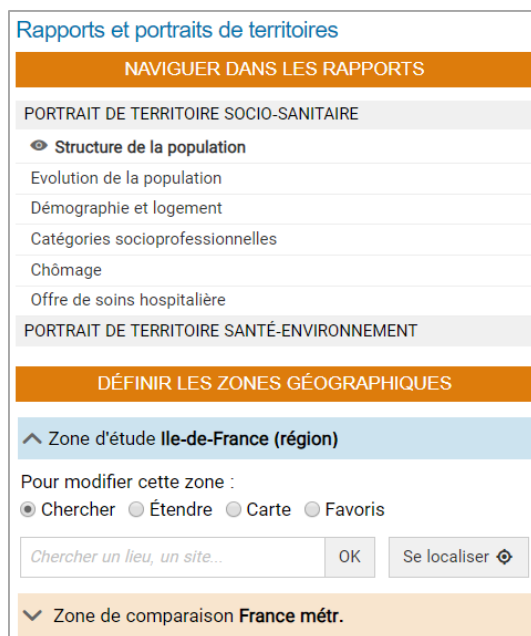 Rapports et portraits de territoires
NAVIGUER DANS LES RAPPORTS
PORTRAIT DE TERRITOIRE SOCIO-SANITAIRE
Structure de la population
Evolution de la population
Démographie et logement
Catégories socioprofessionnelles
Chômage
Offre de soins hospitalière
PORTRAIT DE TERRITOIRE SANTÉ-ENVIRONNEMENT
DÉFINIR LES ZONES GÉOGRAPHIQUES
Zone d'étude Ile-de-France (région)
Pour modifier cette zone :
Chercher Étendre Carte Favoris
Chercher un lieu, un site... OK Se localiser
Zone de comparaison France métr.